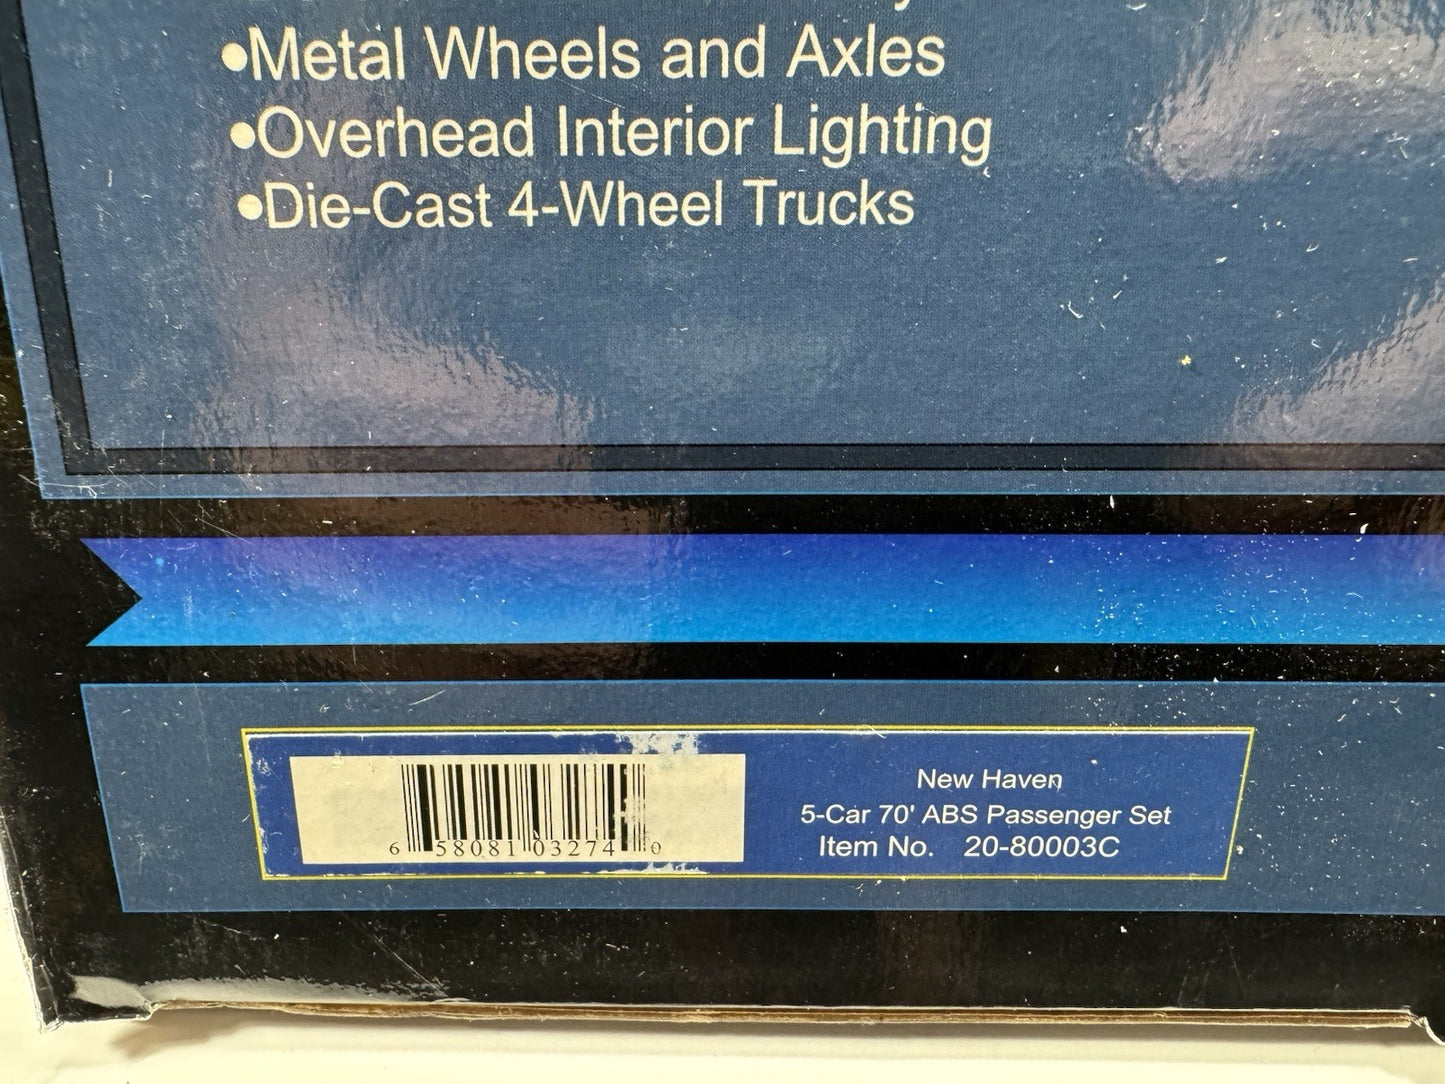 •Metal Wheels and Axles
•Overhead Interior Lighting
•Die-Cast 4-Wheel Trucks
New Haven
5-Car 70' ABS Passenger Set
Item No. 20-80003C
6 58081 03274 0